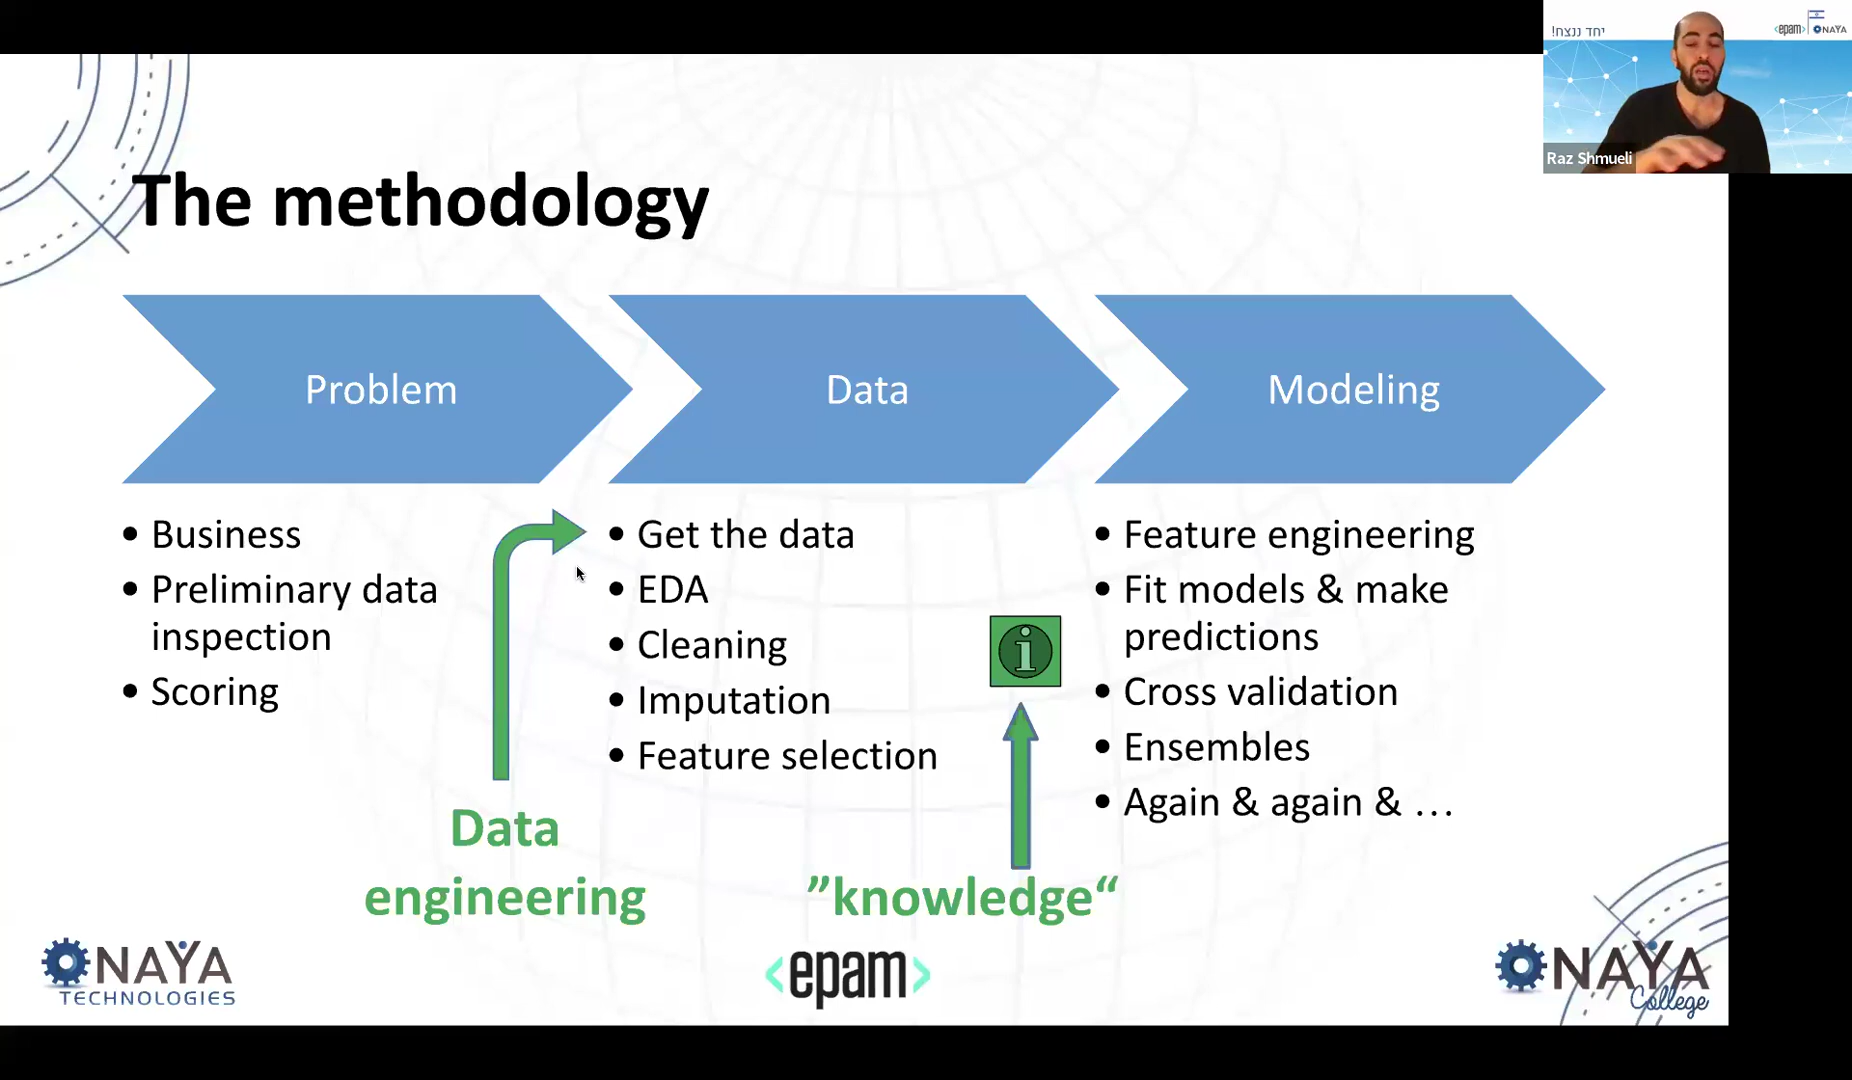 יחד ננצח!
<epam> NAYA
Raz Shmueli
The methodology
Problem
Data
Modeling
• Business
• Preliminary data
inspection
• Scoring
• Get the data
• EDA
• Cleaning
• Imputation
• Feature selection
• Feature engineering
• Fit models & make
predictions
• Cross validation
• Ensembles
• Again & again & …
Data
engineering
”knowledge“
NAYA
TECHNOLOGIES
<epam>
NAYA
College